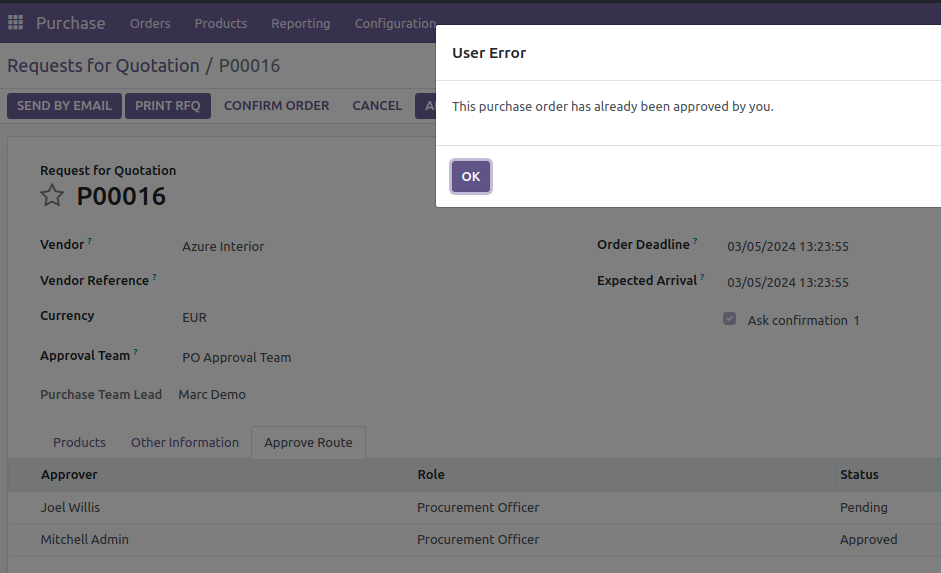 Purchase Orders Products Reporting Configuration
User Error
Requests for Quotation / P00016
SEND BY EMAIL PRINT RFQ CONFIRM ORDER CANCEL
This purchase order has already been approved by you.
OK
Request for Quotation
P00016
Vendor ? Azure Interior
Order Deadline ? 03/05/2024 13:23:55
Vendor Reference ?
Expected Arrival ? 03/05/2024 13:23:55
Currency EUR
Ask confirmation 1
Approval Team ? PO Approval Team
Purchase Team Lead Marc Demo
Products Other Information Approve Route
Approver Role Status
Joel Willis Procurement Officer Pending
Mitchell Admin Procurement Officer Approved